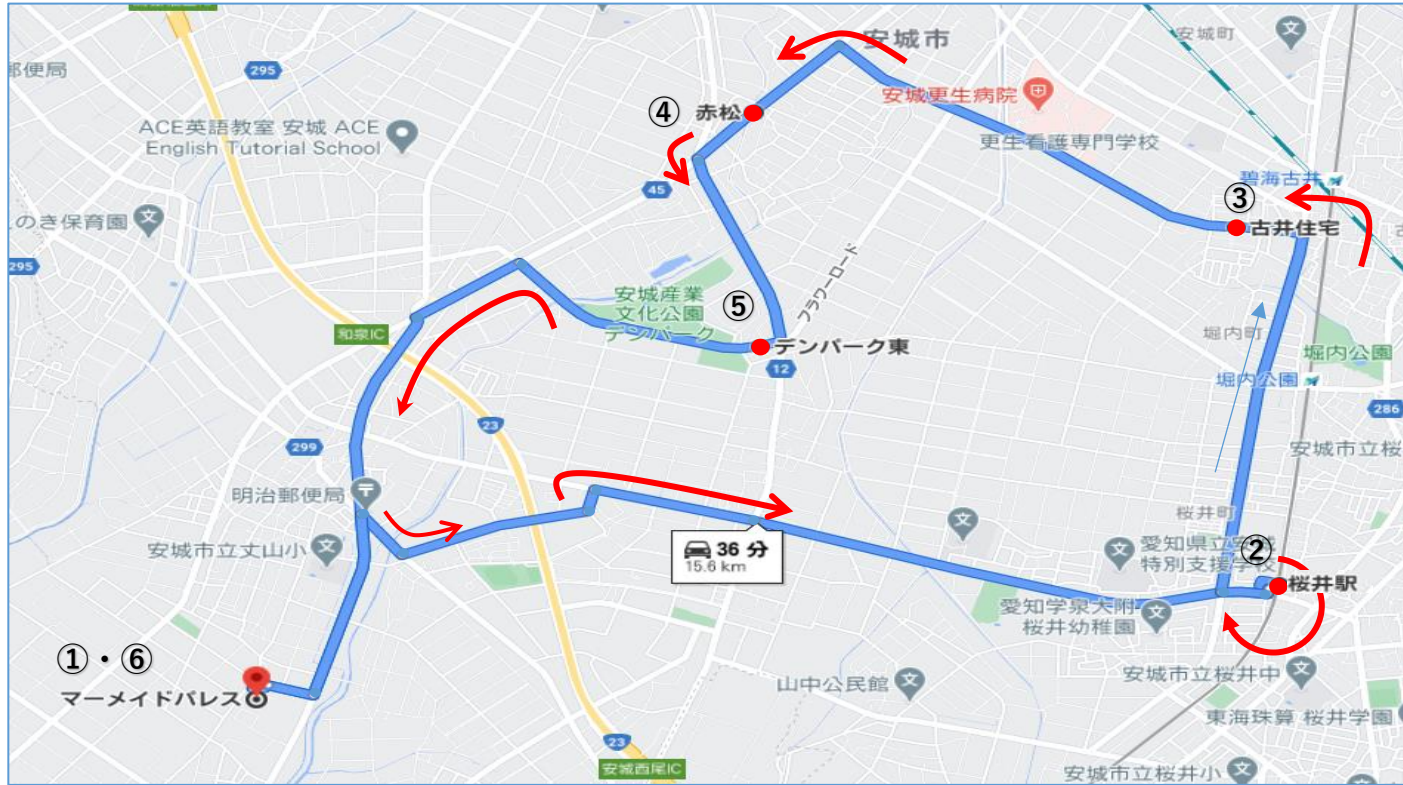 郵便局
295
安城市
安城町
安城更生病院
④
赤松
ACE英語教室 安城 ACE
English Tutorial School
更生看護専門学校
45
碧海古井
③
古井住宅
のき保育園
295
安城産業
文化公園
デンパーク
⑤
フラワーロード
デンパーク東
12
和泉IC
堀内町
堀内公園
堀内公園
286
23
299
安城市立桜
明治郵便局
桜井町
36 分
15.6 km
安城市立丈山小
愛知県立安城
特別支援学校
②
桜井駅
愛知学泉大附
桜井幼稚園
①・⑥
マーメイドパレス
山中公民館
安城市立桜井中
東海珠算 桜井学園
23
安城西尾IC
安城市立桜井小